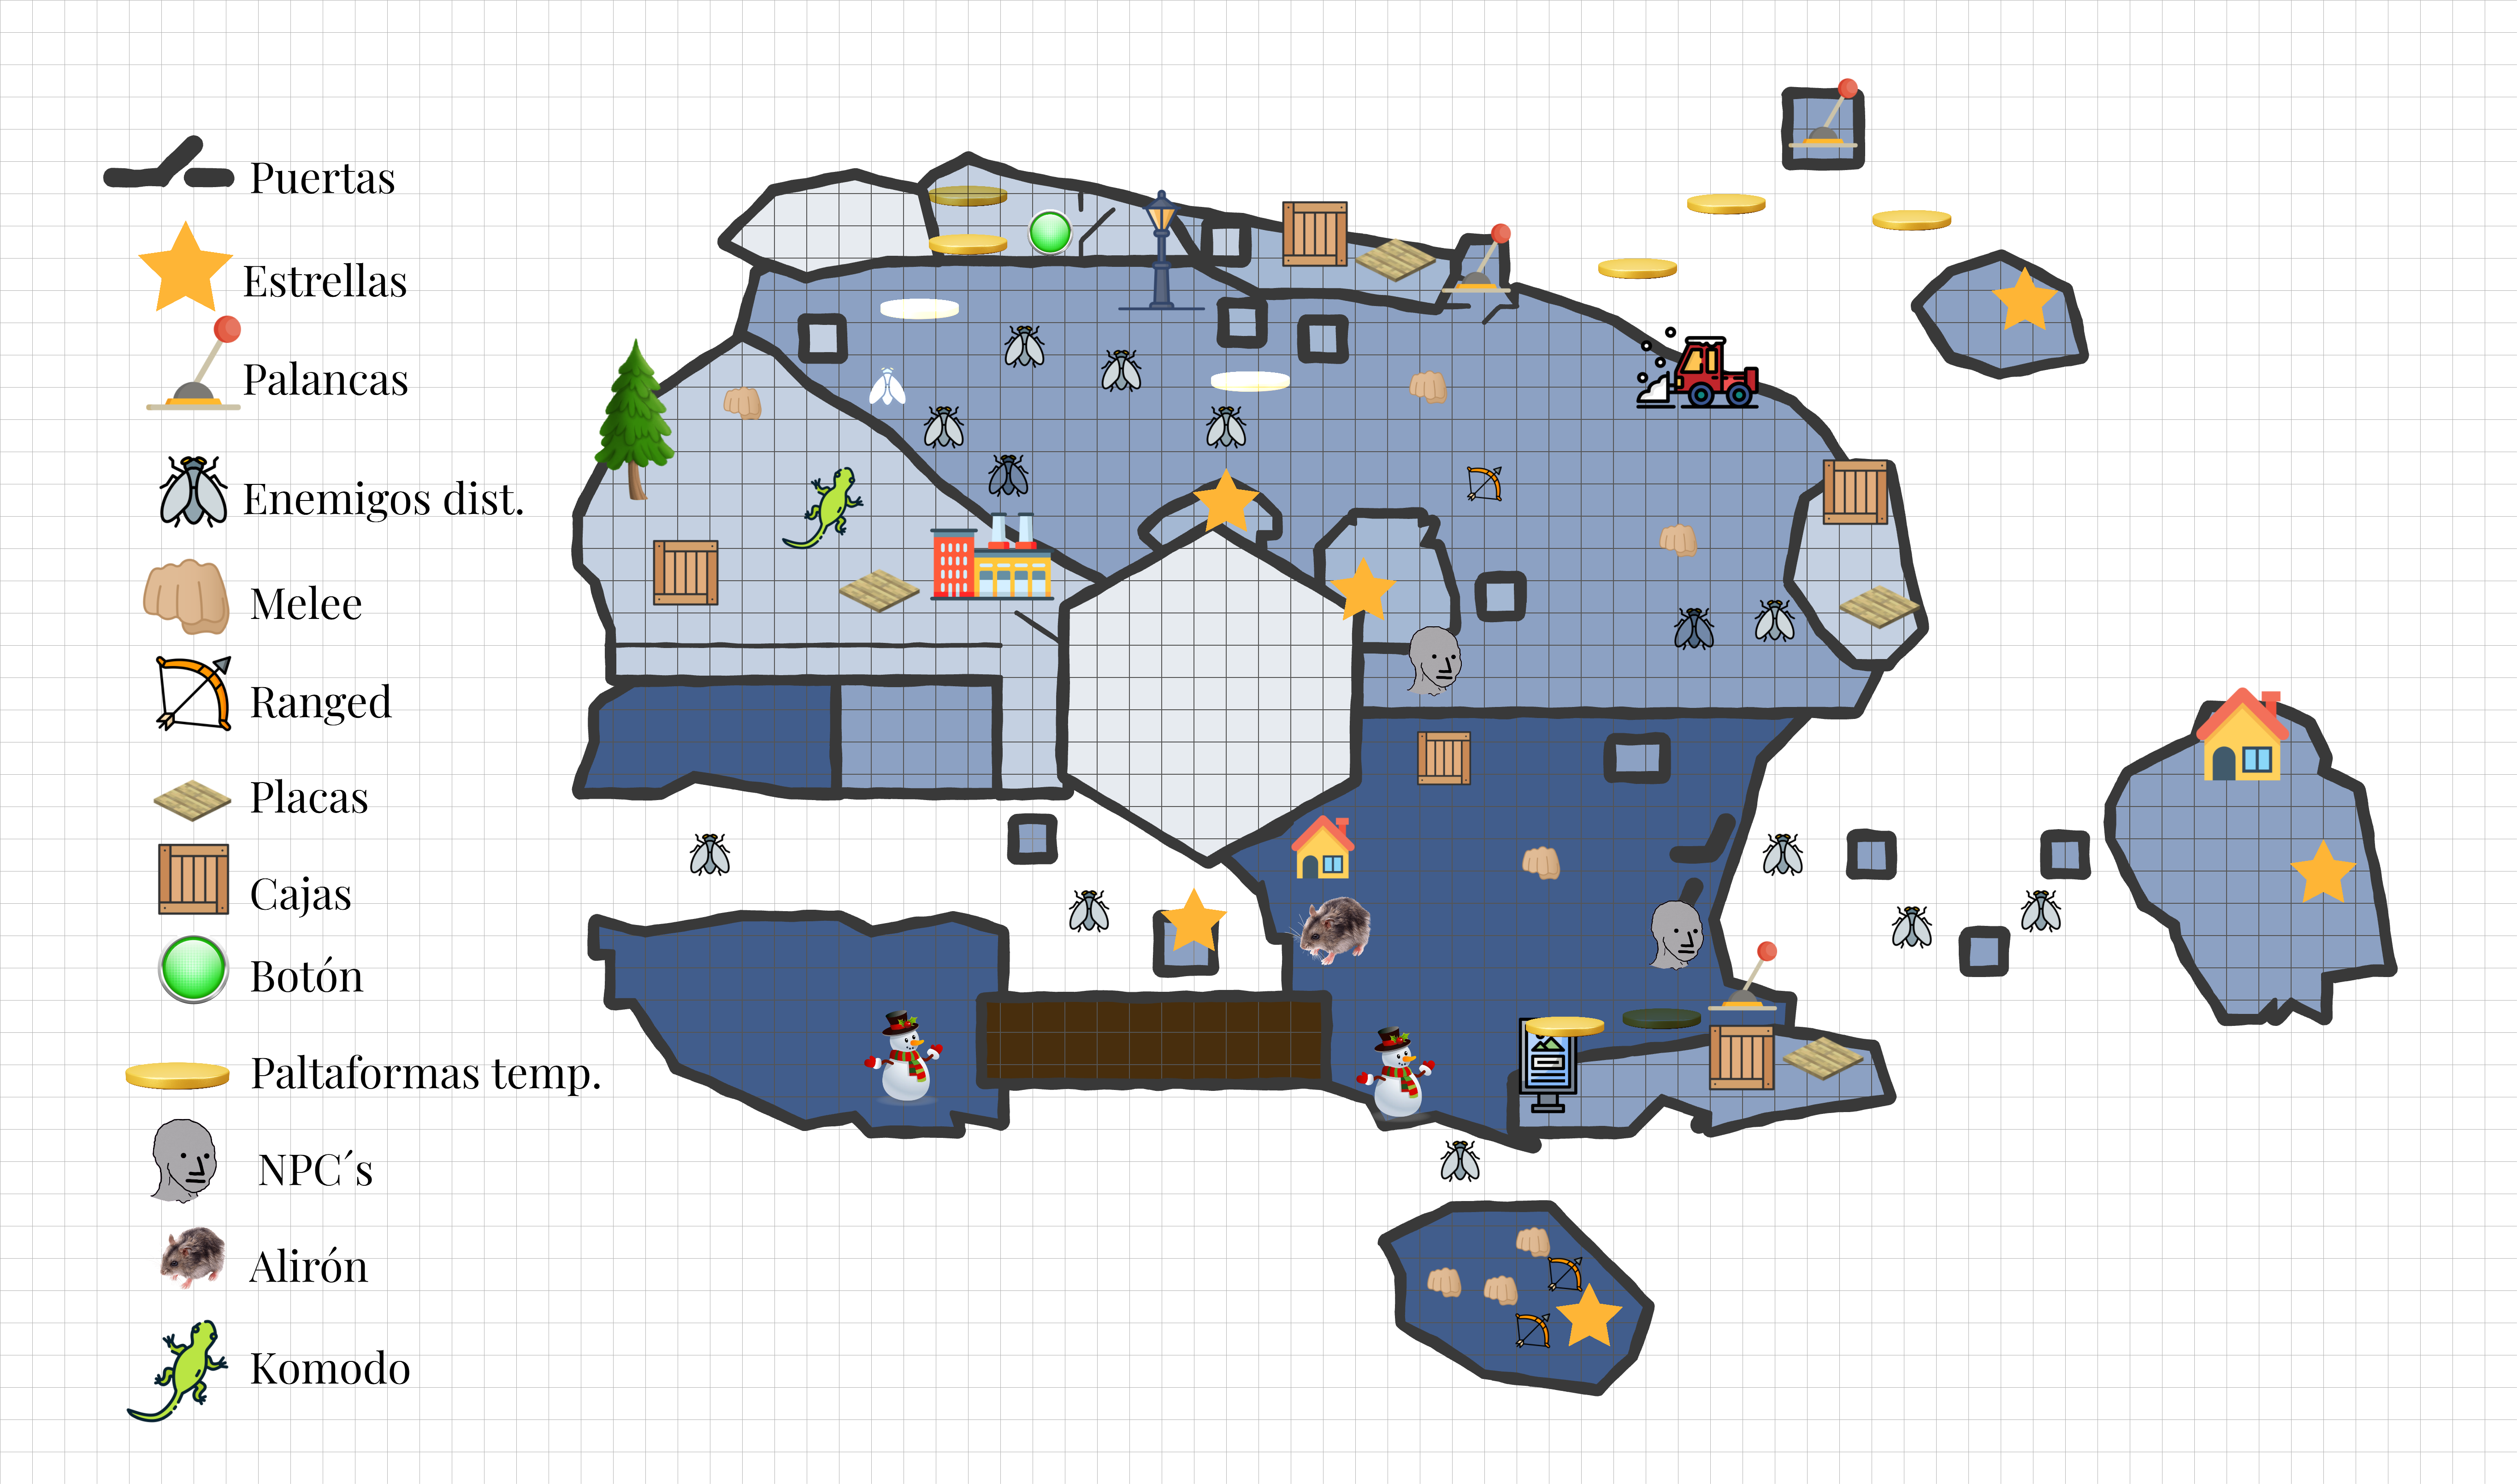 Puertas
Estrellas
Palancas
Enemigos dist.
Melee
Ranged
Placas
Cajas
Botón
Paltaformas temp.
NPC´s
Alirón
Komodo